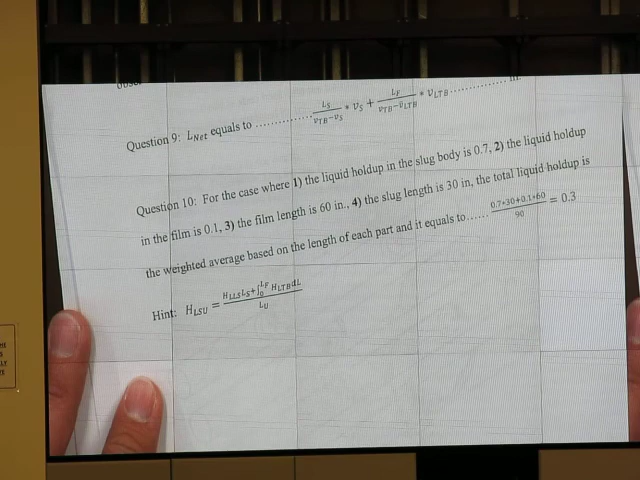 Question 9: L_Net equals to .................. L_S/(v_TB−v_S) * v_S + L_F/(v_TB−v_LTB) * v_LTB ............... in.
Question 10: For the case where 1) the liquid holdup in the slug body is 0.7, 2) the liquid holdup
in the film is 0.1, 3) the film length is 60 in., 4) the slug length is 30 in, the total liquid holdup is
the weighted average based on the length of each part and it equals to...... (0.7*30+0.1*60)/90 = 0.3
Hint: H_LSU = (H_LLS L_S + ∫_0^L_F H_LTB dL)/L_U